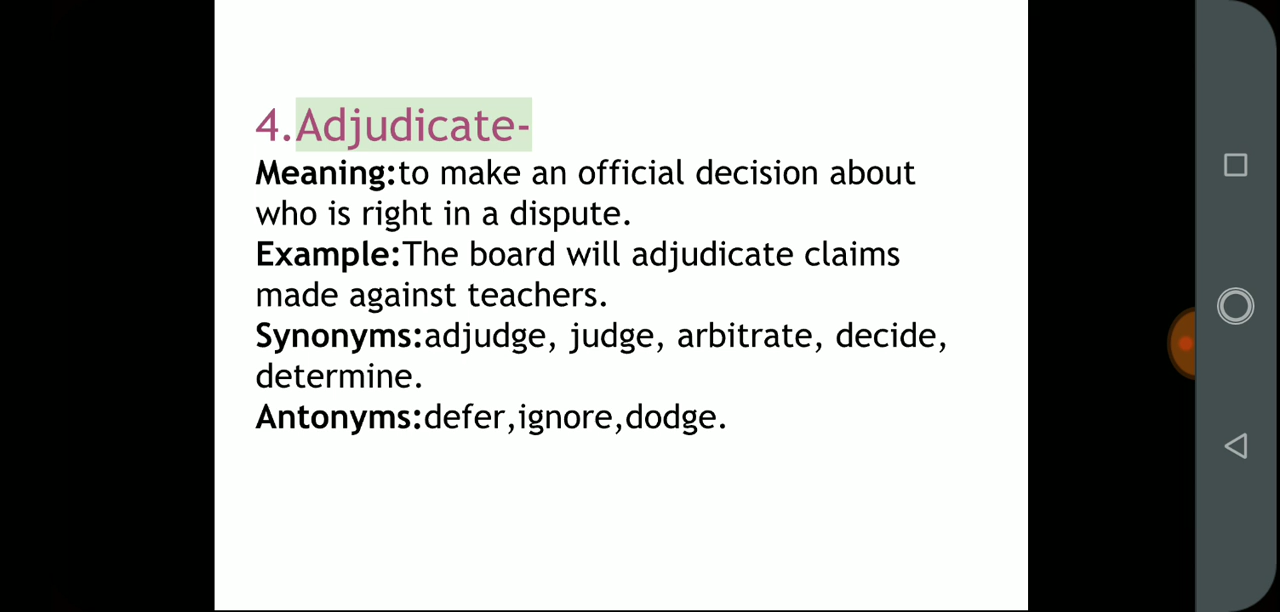 4.Adjudicate-
Meaning:to make an official decision about
who is right in a dispute.
Example:The board will adjudicate claims
made against teachers.
Synonyms:adjudge, judge, arbitrate, decide,
determine.
Antonyms:defer,ignore,dodge.